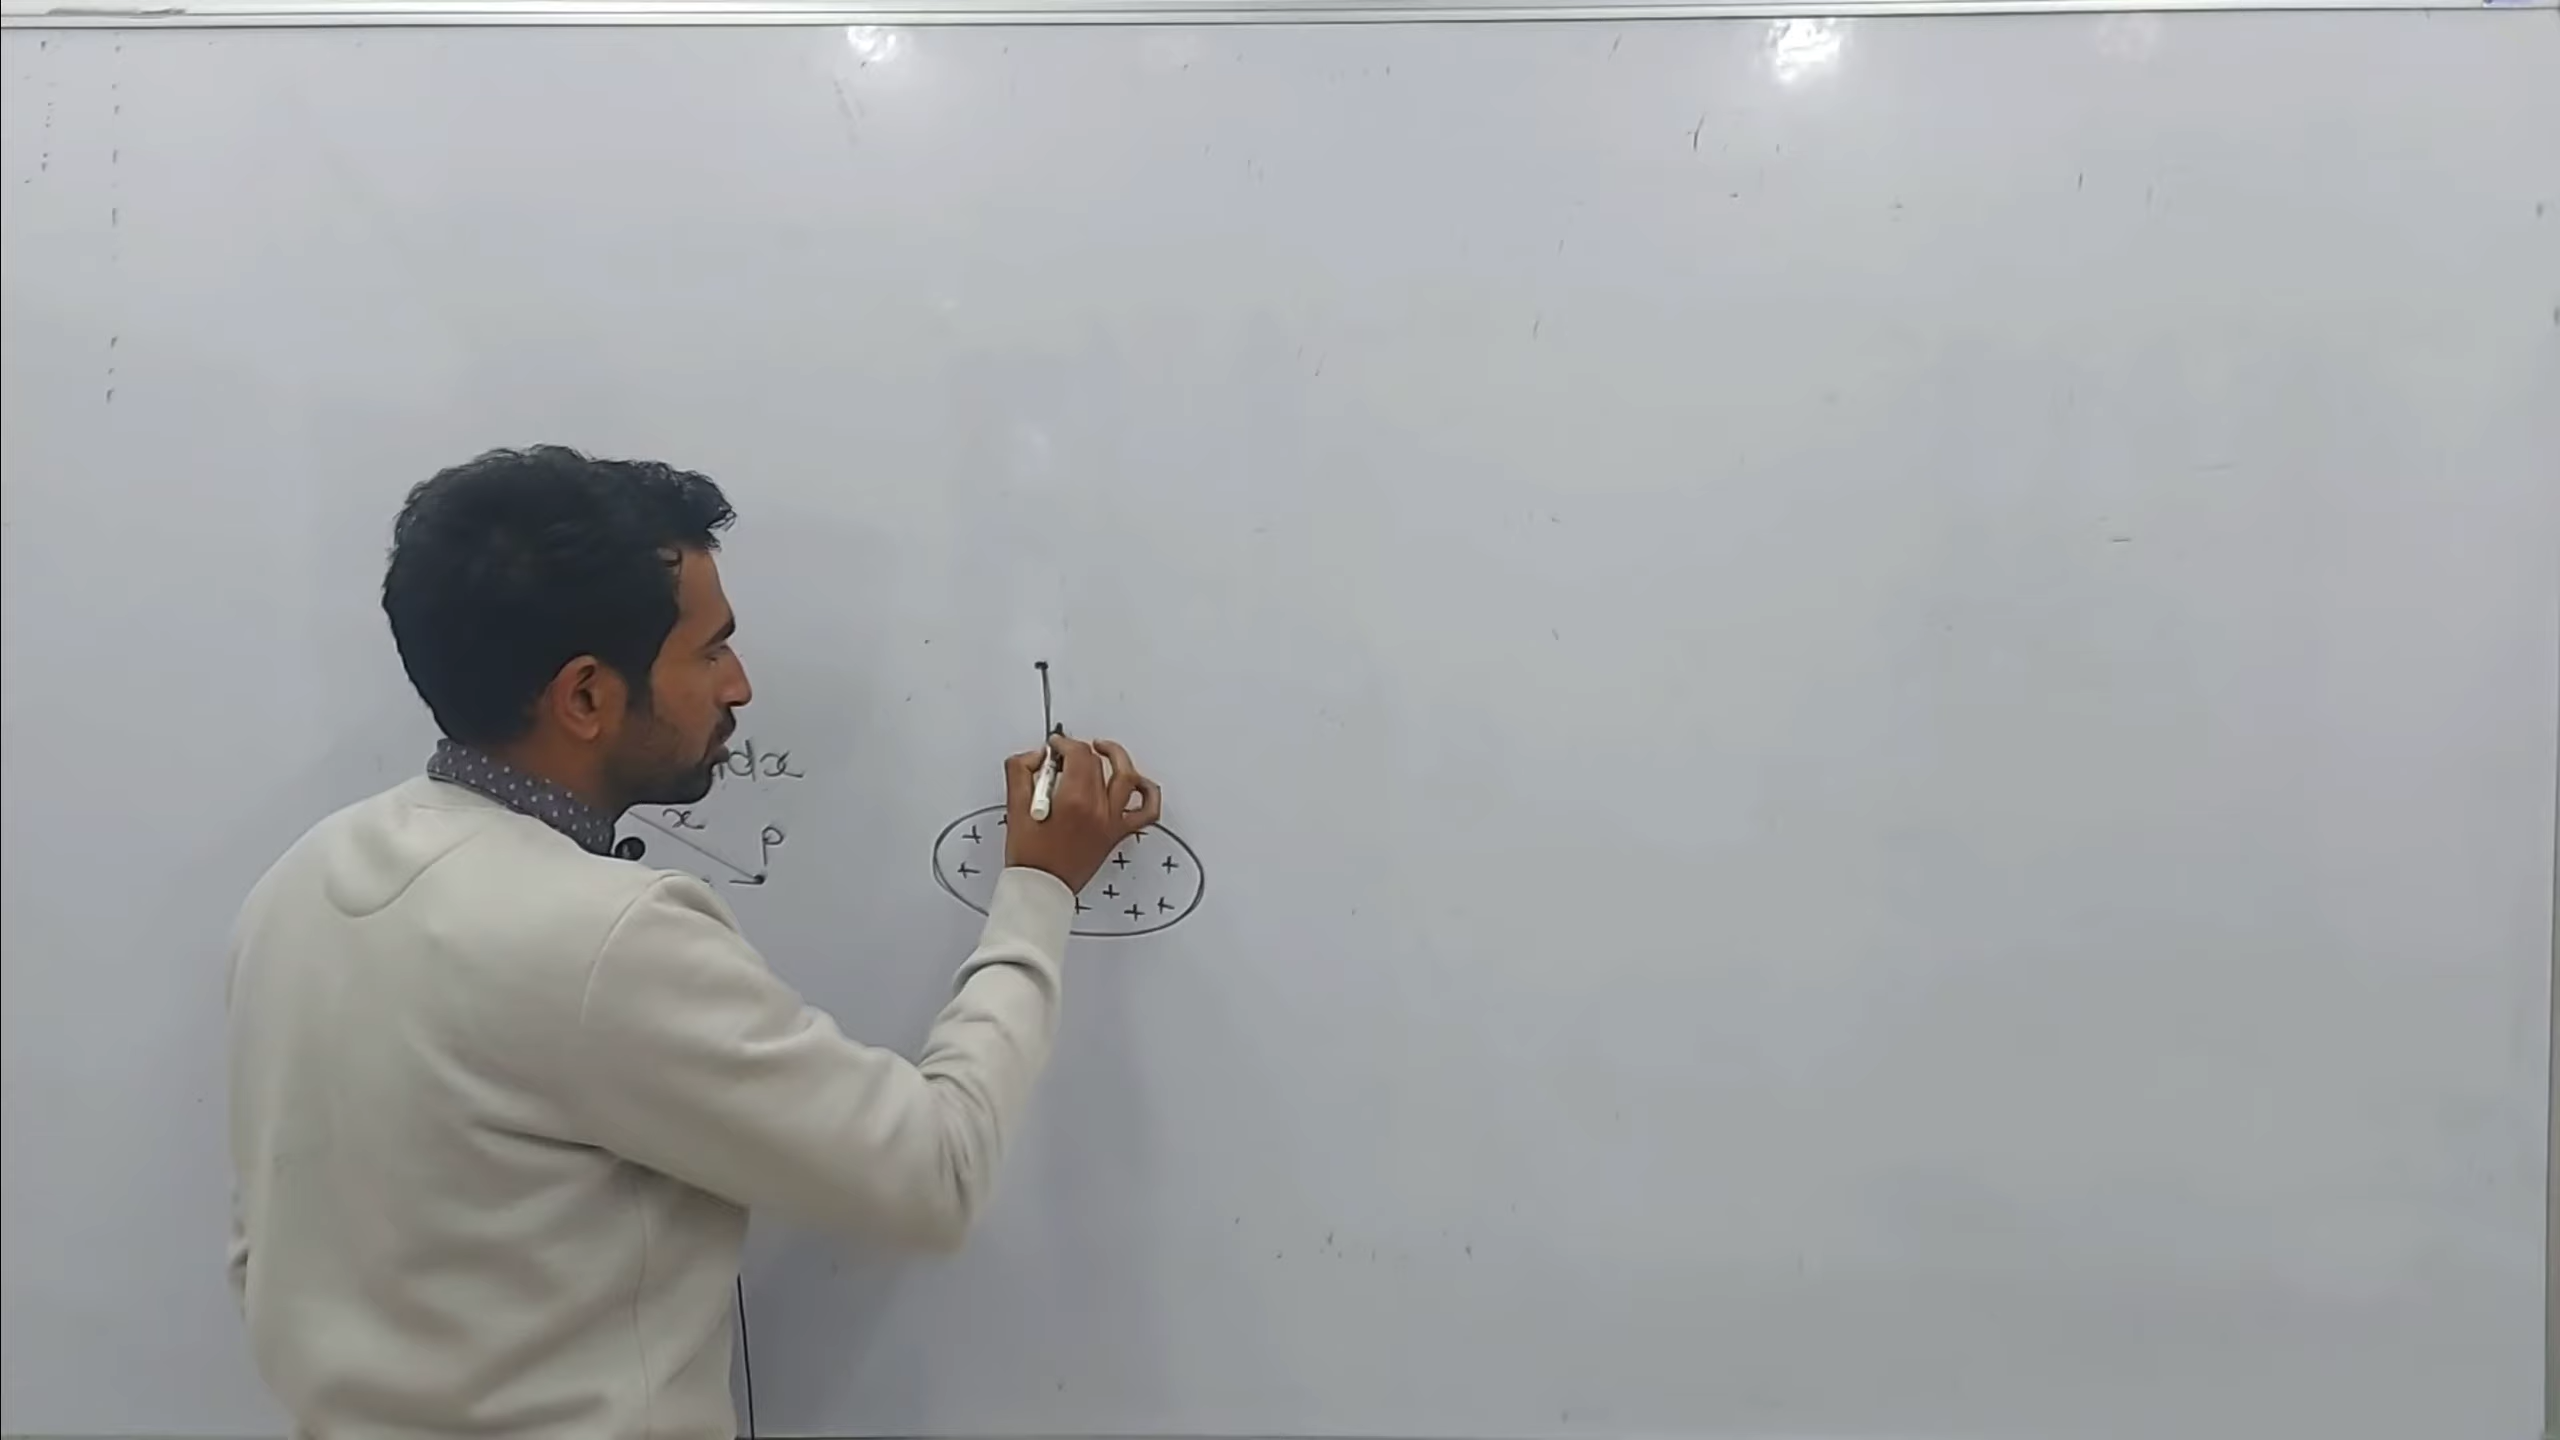 dx
x
P
+ +
+ + +
+ +
+ + +